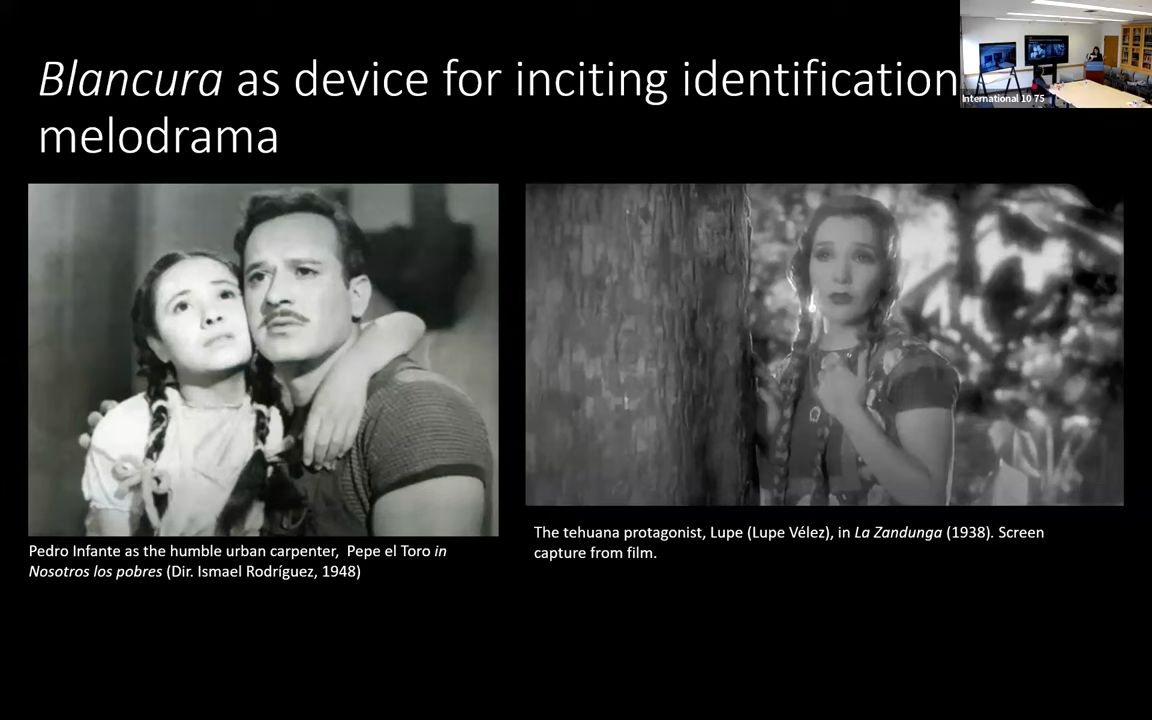 Blancura as device for inciting identification
melodrama
International 10 75
Pedro Infante as the humble urban carpenter,  Pepe el Toro in
Nosotros los pobres (Dir. Ismael Rodríguez, 1948)
The tehuana protagonist, Lupe (Lupe Vélez), in La Zandunga (1938). Screen
capture from film.